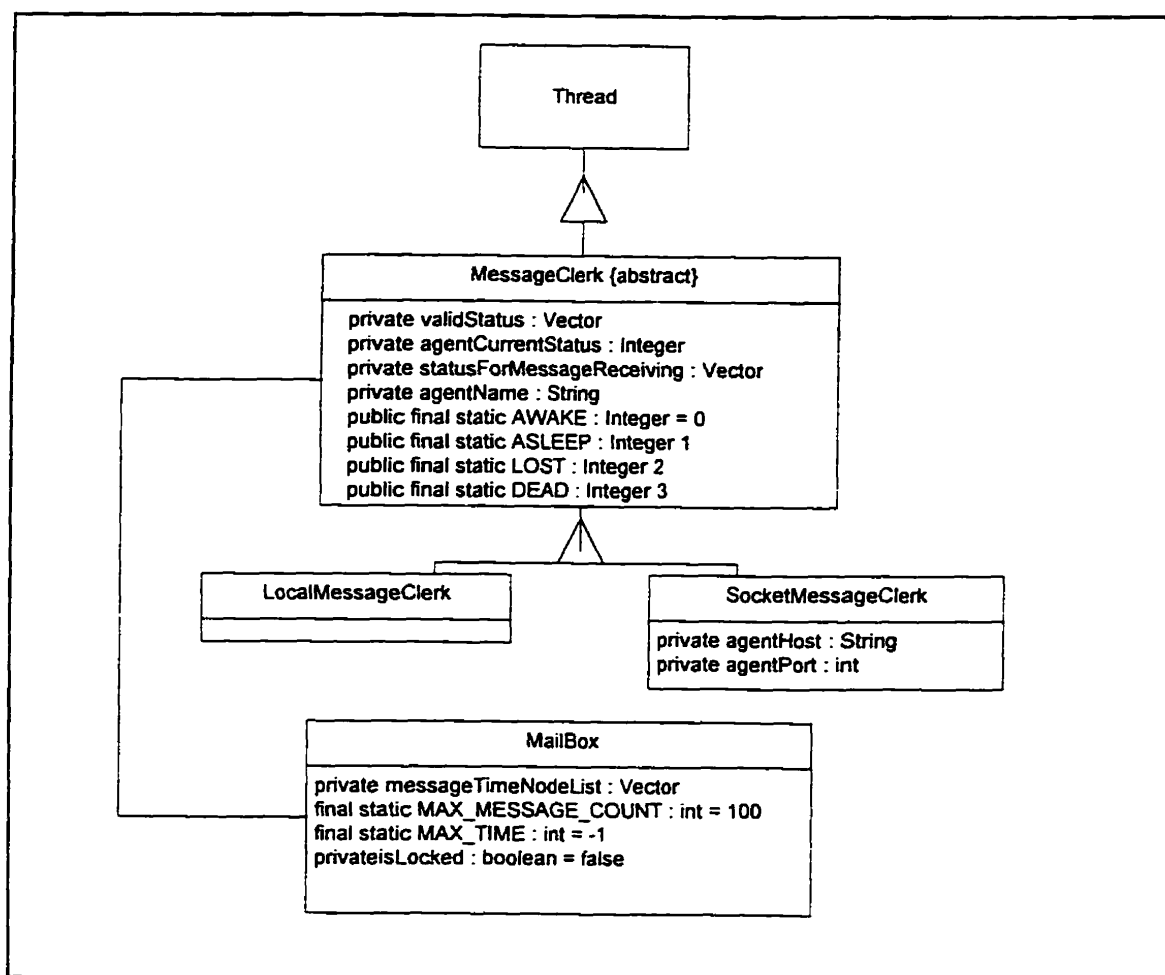 Thread
MessageClerk {abstract}
private validStatus : Vector
private agentCurrentStatus : Integer
private statusForMessageReceiving : Vector
private agentName : String
public final static AWAKE : Integer = 0
public final static ASLEEP : Integer 1
public final static LOST : Integer 2
public final static DEAD : Integer 3
LocalMessageClerk
SocketMessageClerk
private agentHost : String
private agentPort : int
MailBox
private messageTimeNodeList : Vector
final static MAX_MESSAGE_COUNT : int = 100
final static MAX_TIME : int = -1
privateisLocked : boolean = false